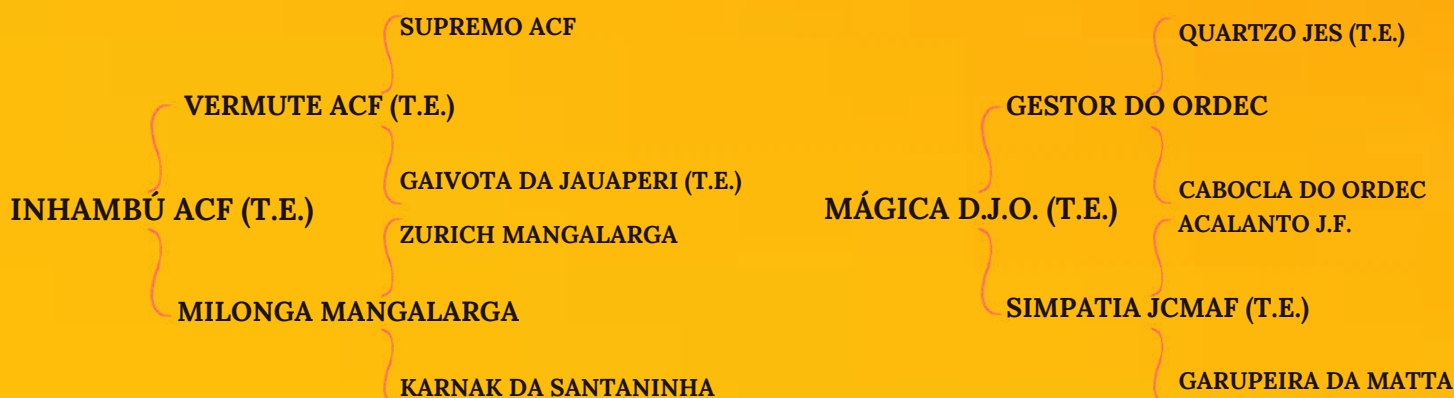 SUPREMO ACF
VERMUTE ACF (T.E.)
GAIVOTA DA JAUAPERI (T.E.)
INHAMBÚ ACF (T.E.)
ZURICH MANGALARGA
MILONGA MANGALARGA
KARNAK DA SANTANINHA
QUARTZO JES (T.E.)
GESTOR DO ORDEC
CABOCLA DO ORDEC
MÁGICA D.J.O. (T.E.)
ACALANTO J.F.
SIMPATIA JCMAF (T.E.)
GARUPEIRA DA MATTA